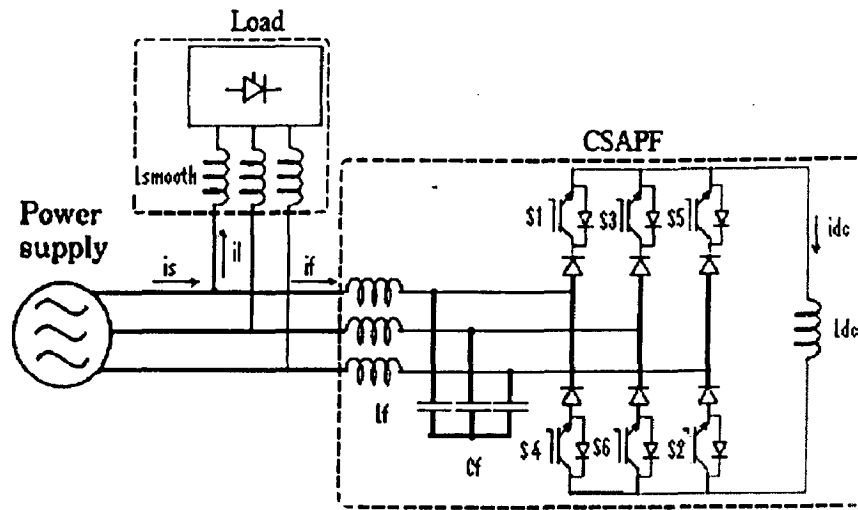 Load
CSAPF
lsmooth
Power
supply
is
il
if
S1
S3
S5
idc
ldc
lf
Cf
S4
S6
S2